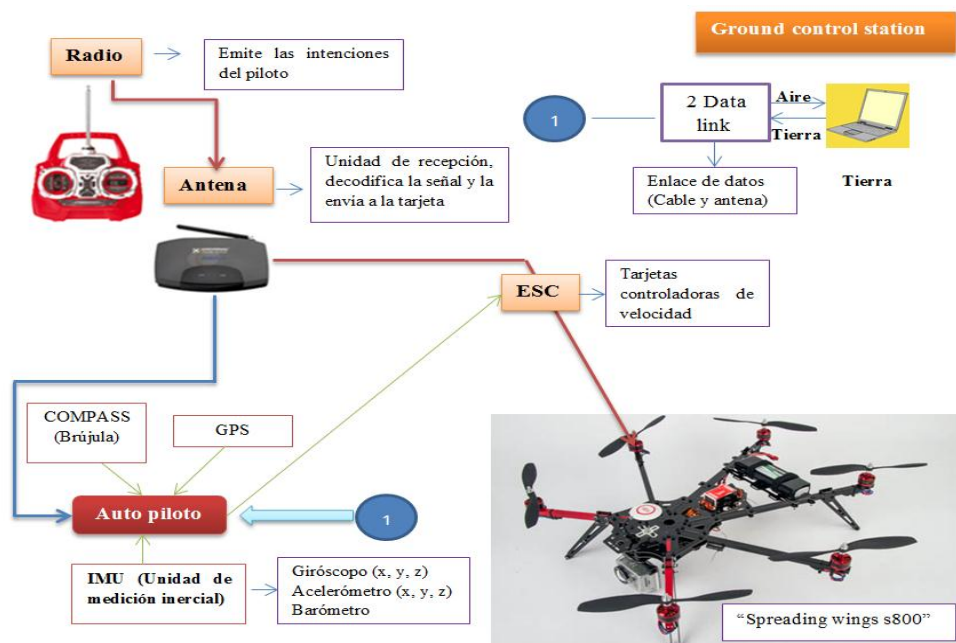 Ground control station
Radio
Emite las intenciones
del piloto
2 Data
link
Aire
Tierra
1
Antena
Unidad de recepción,
decodifica la señal y la
envia a la tarjeta
Enlace de datos
(Cable y antena)
Tierra
ESC
Tarjetas
controladoras de
velocidad
COMPASS
(Brújula)
GPS
Auto piloto
1
IMU (Unidad de
medición inercial)
Giróscopo (x, y, z)
Acelerómetro (x, y, z)
Barómetro
“Spreading wings s800”